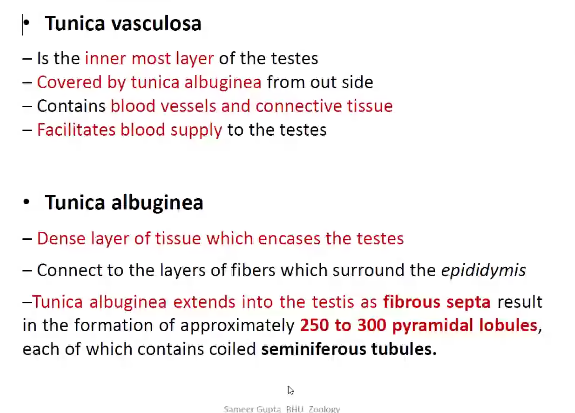 • Tunica vasculosa
– Is the inner most layer of the testes
– Covered by tunica albuginea from out side
– Contains blood vessels and connective tissue
– Facilitates blood supply to the testes
• Tunica albuginea
– Dense layer of tissue which encases the testes
– Connect to the layers of fibers which surround the epididymis
–Tunica albuginea extends into the testis as fibrous septa result
in the formation of approximately 250 to 300 pyramidal lobules,
each of which contains coiled seminiferous tubules.
Sameer Gupta BHU Zoology